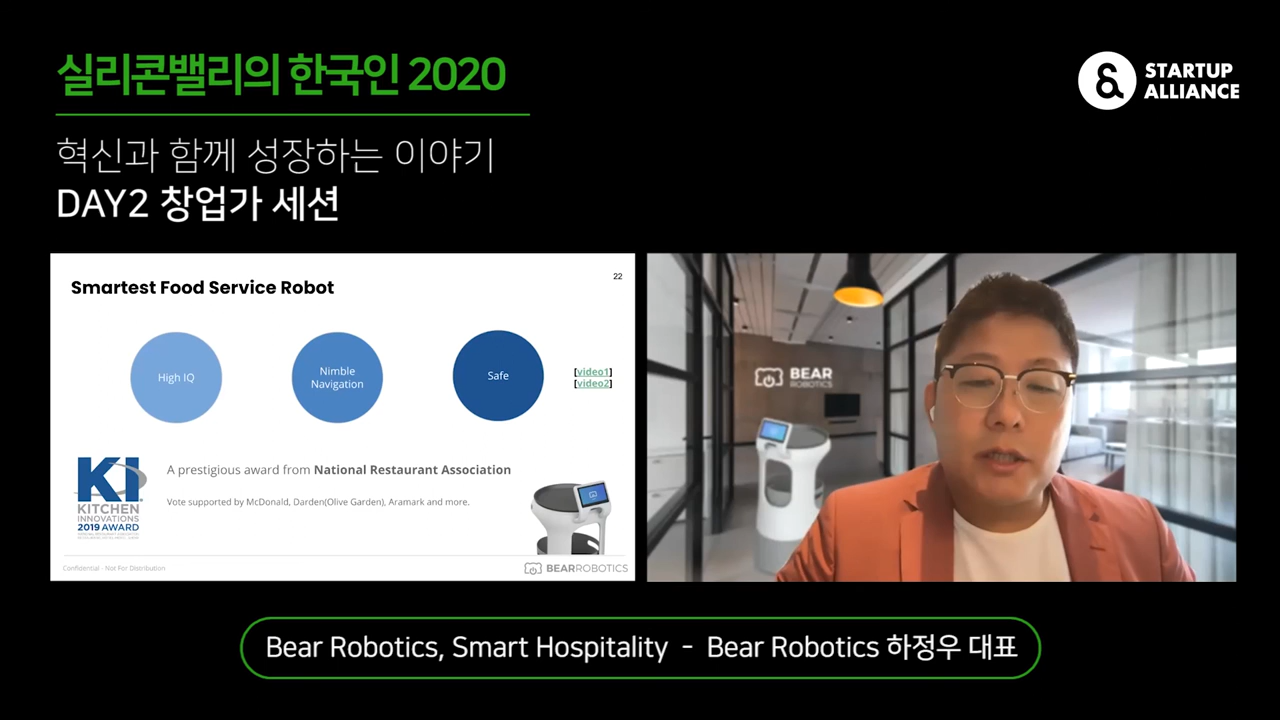 실리콘밸리의 한국인 2020
STARTUP
ALLIANCE
혁신과 함께 성장하는 이야기
DAY2 창업가 세션
Smartest Food Service Robot
22
High IQ
Nimble
Navigation
Safe
[video1]
[video2]
KI
KITCHEN
INNOVATIONS
2019 AWARD
A prestigious award from National Restaurant Association
Vote supported by McDonald, Darden(Olive Garden), Aramark and more.
Confidential - Not For Distribution
BEARROBOTICS
BEAR
ROBOTICS
Bear Robotics, Smart Hospitality - Bear Robotics 하정우 대표